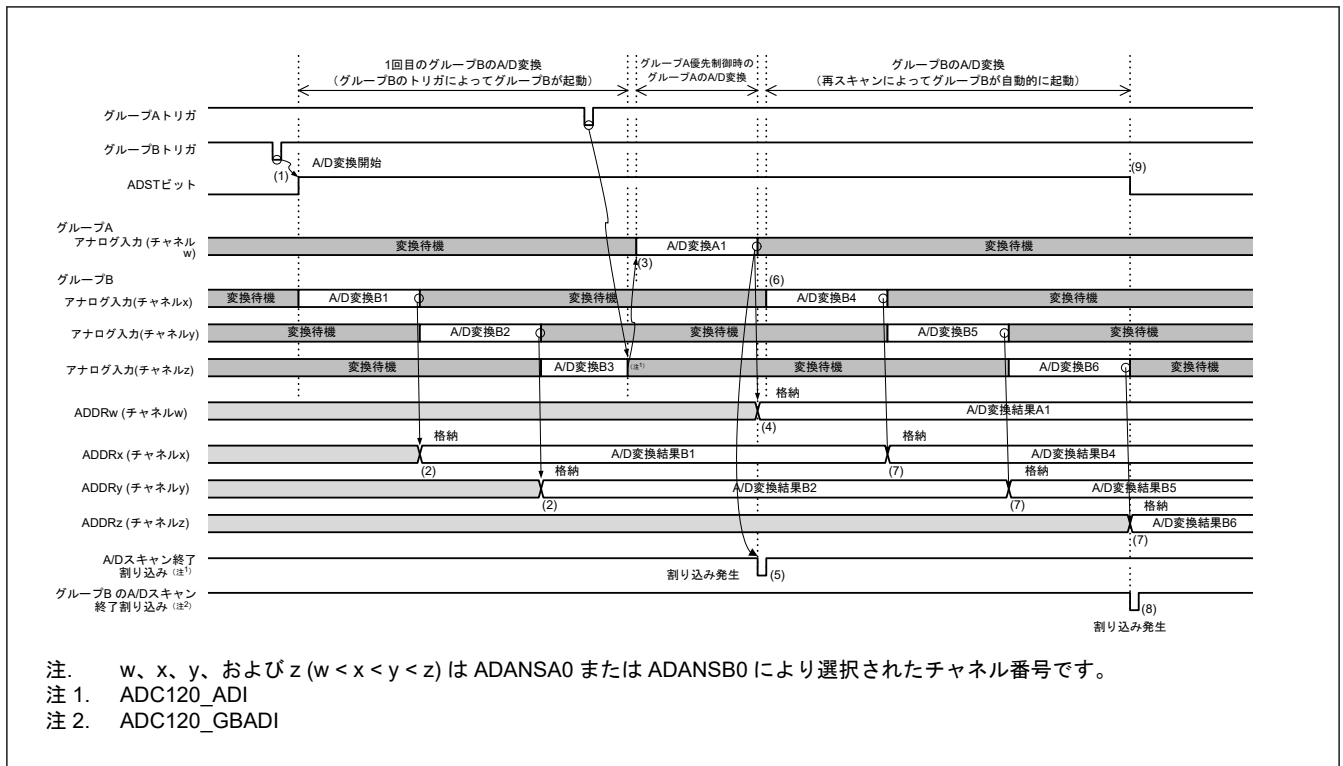 1回目のグループBのA/D変換
(グループBのトリガによってグループBが起動)
グループA優先制御時の
グループAのA/D変換
グループBのA/D変換
(再スキャンによってグループBが自動的に起動)
グループAトリガ
グループBトリガ
(1)
A/D変換開始
ADSTビット
(9)
グループA
アナログ入力 (チャネル
w)
変換待機
A/D変換A1
変換待機
(3)
グループB
(6)
アナログ入力(チャネルx)
変換待機
A/D変換B1
変換待機
A/D変換B4
変換待機
アナログ入力(チャネルy)
変換待機
A/D変換B2
変換待機
A/D変換B5
変換待機
アナログ入力(チャネルz)
変換待機
A/D変換B3
(注1)
変換待機
A/D変換B6
変換待機
格納
ADDRw (チャネルw)
A/D変換結果A1
(4)
格納
格納
ADDRx (チャネルx)
A/D変換結果B1
A/D変換結果B4
(2)
格納
(7)
格納
ADDRy (チャネルy)
A/D変換結果B2
A/D変換結果B5
(2)
(7)
格納
ADDRz (チャネルz)
A/D変換結果B6
(7)
A/Dスキャン終了
割り込み (注1)
割り込み発生
(5)
グループB のA/Dスキャン
終了割り込み (注2)
(8)
割り込み発生
注. w、x、y、および z (w < x < y < z) は ADANSA0 または ADANSB0 により選択されたチャネル番号です。
注 1. ADC120_ADI
注 2. ADC120_GBADI